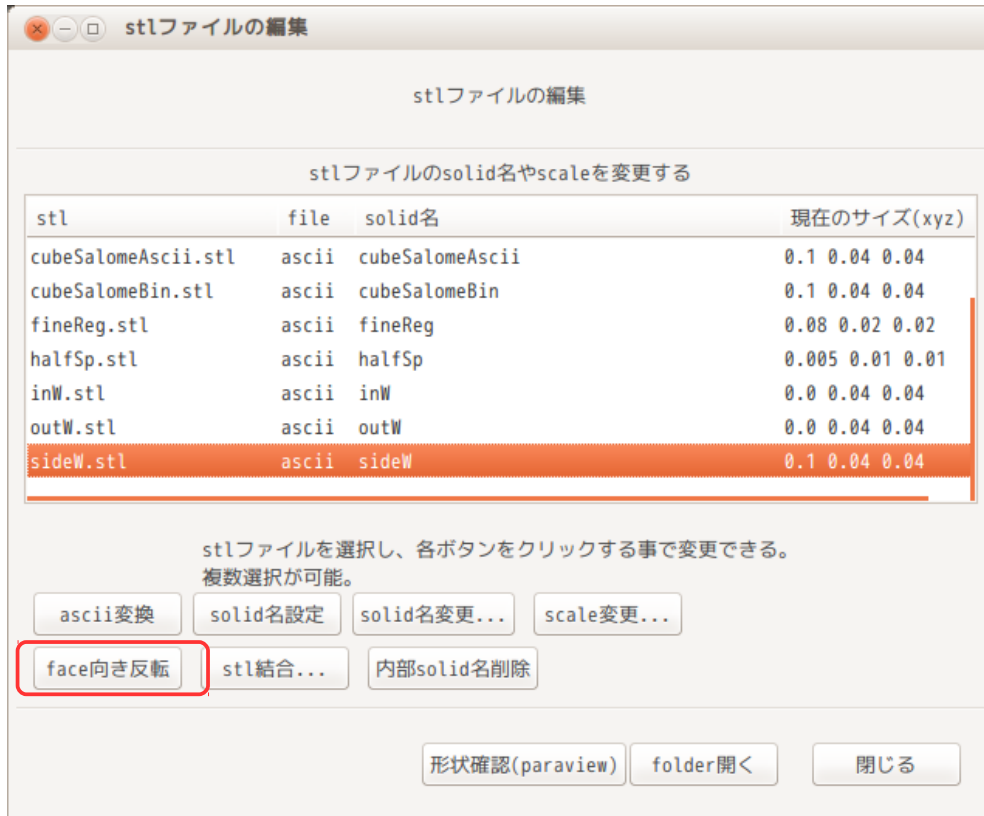 stlファイルの編集
stlファイルの編集
stlファイルのsolid名やscaleを変更する
stl file solid名 現在のサイズ(xyz)
cubeSalomeAscii.stl ascii cubeSalomeAscii 0.1 0.04 0.04
cubeSalomeBin.stl ascii cubeSalomeBin 0.1 0.04 0.04
fineReg.stl ascii fineReg 0.08 0.02 0.02
halfSp.stl ascii halfSp 0.005 0.01 0.01
inW.stl ascii inW 0.0 0.04 0.04
outW.stl ascii outW 0.0 0.04 0.04
sideW.stl ascii sideW 0.1 0.04 0.04
stlファイルを選択し、各ボタンをクリックする事で変更できる。
複数選択が可能。
ascii変換 solid名設定 solid名変更... scale変更...
face向き反転 stl結合... 内部solid名削除
形状確認(paraview) folder開く 閉じる